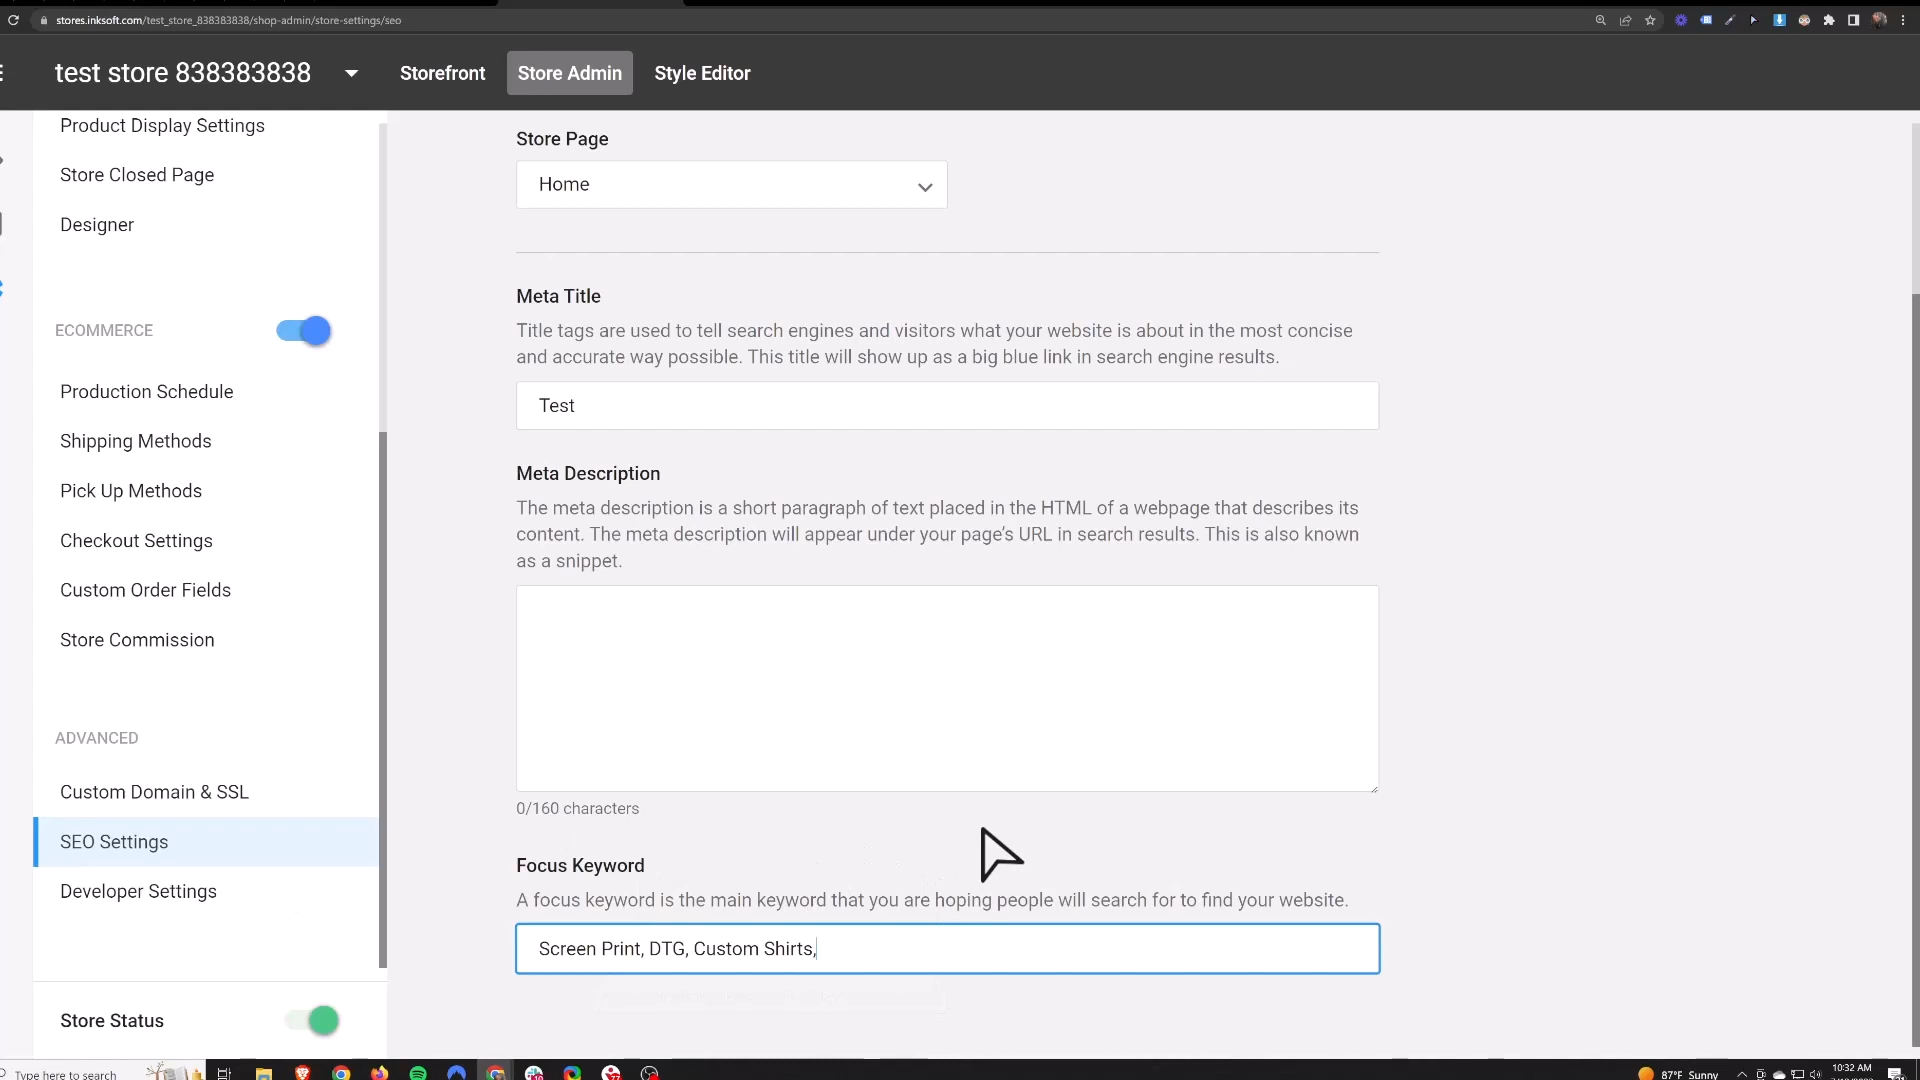 stores.inksoft.com/test_store_838383838/shop-admin/store-settings/seo
test store 838383838
Storefront
Store Admin
Style Editor
Product Display Settings
Store Closed Page
Designer
ECOMMERCE
Production Schedule
Shipping Methods
Pick Up Methods
Checkout Settings
Custom Order Fields
Store Commission
ADVANCED
Custom Domain & SSL
SEO Settings
Developer Settings
Store Status
Store Page
Home
Meta Title
Title tags are used to tell search engines and visitors what your website is about in the most concise
and accurate way possible. This title will show up as a big blue link in search engine results.
Test
Meta Description
The meta description is a short paragraph of text placed in the HTML of a webpage that describes its
content. The meta description will appear under your page’s URL in search results. This is also known
as a snippet.
0/160 characters
Focus Keyword
A focus keyword is the main keyword that you are hoping people will search for to find your website.
Screen Print, DTG, Custom Shirts,
Type here to search
87°F Sunny
10:32 AM